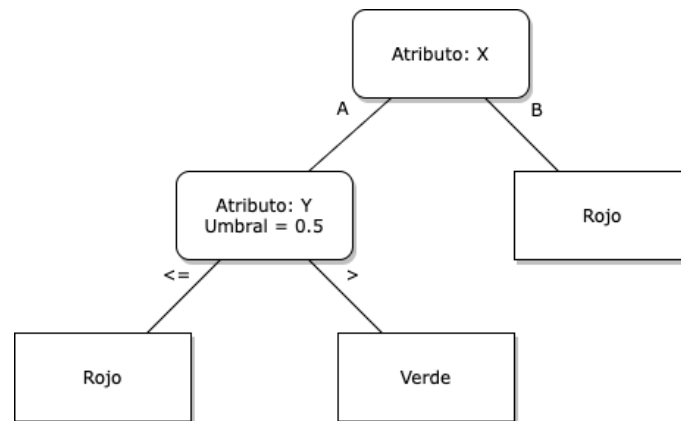 Atributo: X
A
B
Atributo: Y
Umbral = 0.5
Rojo
<=
>
Rojo
Verde